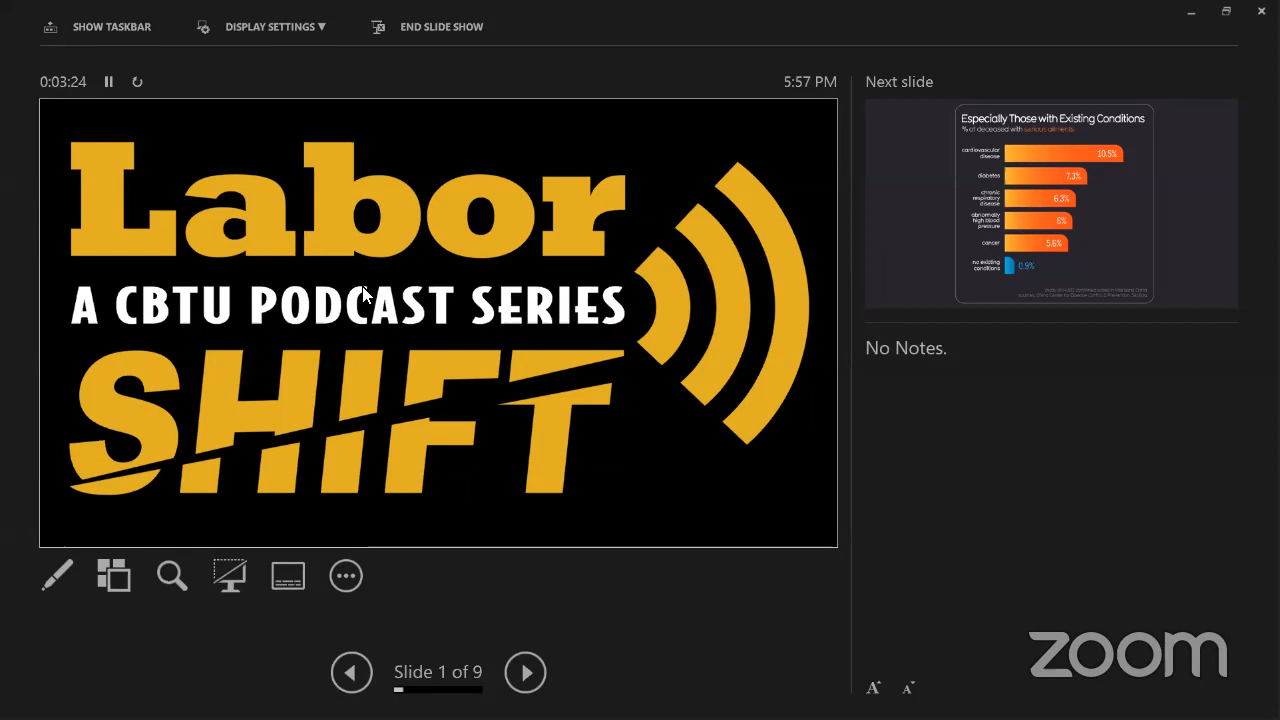 SHOW TASKBAR
DISPLAY SETTINGS ▼
END SLIDE SHOW
0:03:24
5:57 PM
Next slide
Labor
A CBTU PODCAST SERIES
SHIFT
Especially Those with Existing Conditions
% of deceased with serious ailments
cardiovascular
disease
10.5%
diabetes
7.3%
chronic
respiratory
disease
6.3%
abnormally
high blood
pressure
6%
cancer
5.6%
no existing
conditions
0.9%
No Notes.
Slide 1 of 9
A A
zoom